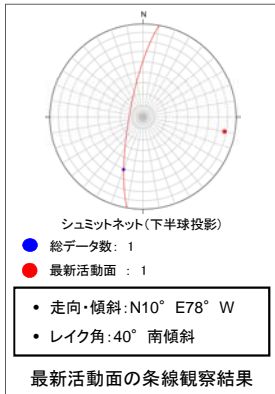 N
シュミットネット(下半球投影)
総データ数: 1
最新活動面 : 1
• 走向・傾斜:N10° E78° W
• レイク角:40° 南傾斜
最新活動面の条線観察結果